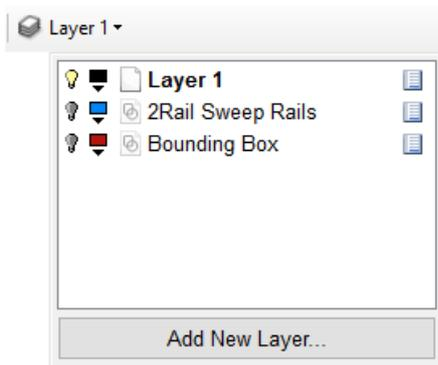 Layer 1
Layer 1
2Rail Sweep Rails
Bounding Box
Add New Layer...